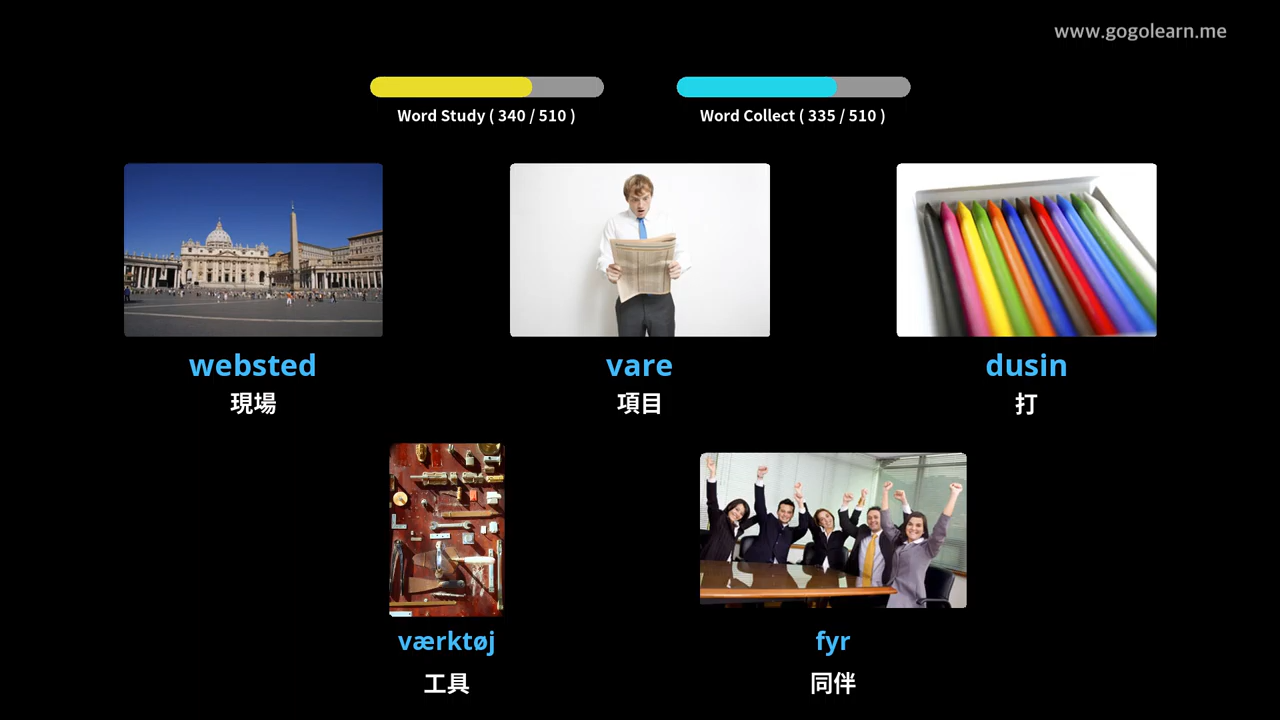 www.gogolearn.me
Word Study ( 340 / 510 )
Word Collect ( 335 / 510 )
websted
現場
vare
項目
dusin
打
værktøj
工具
fyr
同伴